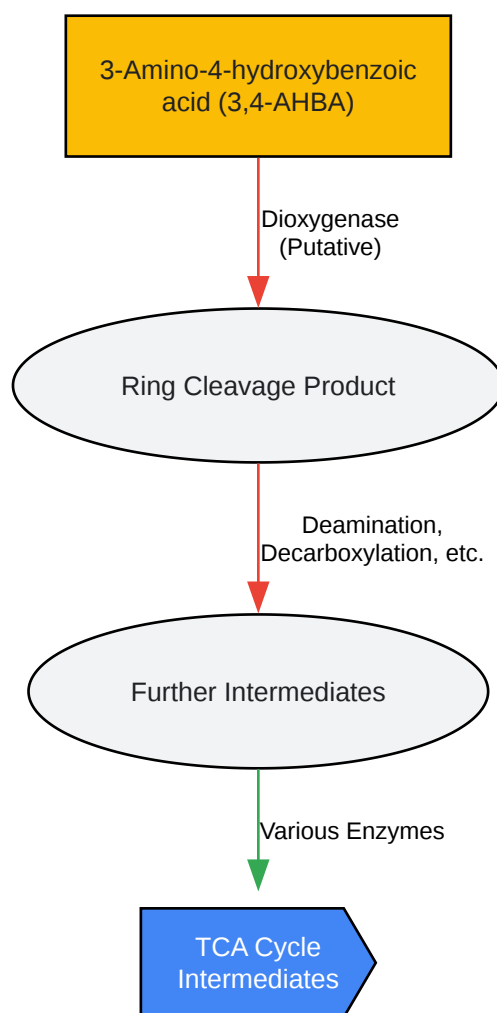 3-Amino-4-hydroxybenzoic
acid (3,4-AHBA)
Dioxygenase
(Putative)
Ring Cleavage Product
Deamination,
Decarboxylation, etc.
Further Intermediates
Various Enzymes
TCA Cycle
Intermediates